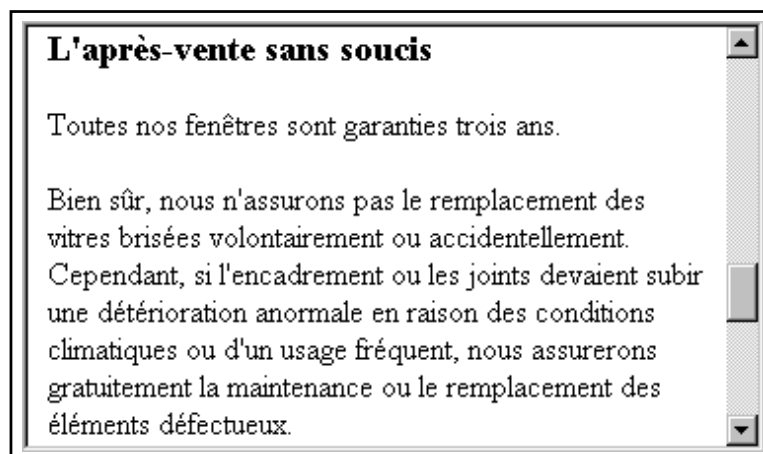 L'après-vente sans soucis
Toutes nos fenêtres sont garanties trois ans.
Bien sûr, nous n'assurons pas le remplacement des
vitres brisées volontairement ou accidentellement.
Cependant, si l'encadrement ou les joints devaient subir
une détérioration anormale en raison des conditions
climatiques ou d'un usage fréquent, nous assurerons
gratuitement la maintenance ou le remplacement des
éléments défectueux.